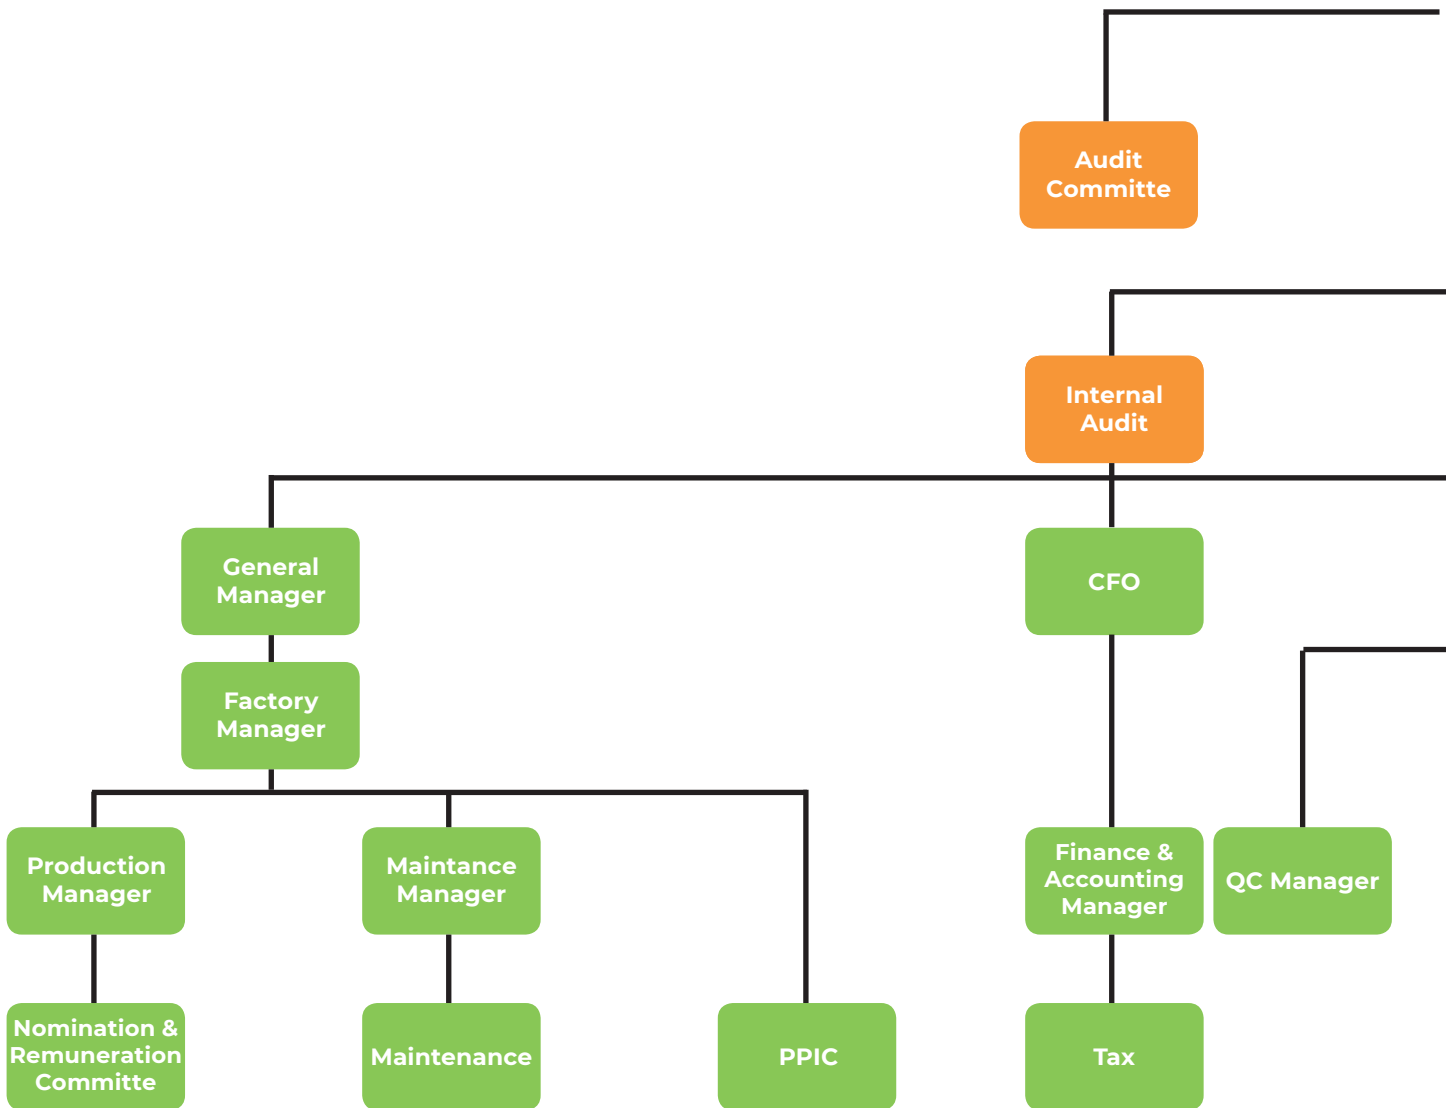 Audit
Committe
Internal
Audit
General
Manager
CFO
Factory
Manager
Production
Manager
Maintance
Manager
Finance &
Accounting
Manager
QC Manager
Nomination &
Remuneration
Committe
Maintenance
PPIC
Tax